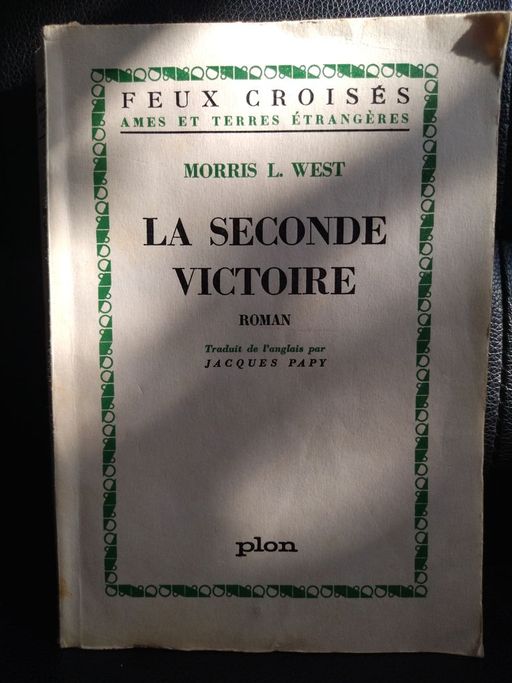 FEUX CROISÉS
AMES ET TERRES ÉTRANGÈRES
MORRIS L. WEST
LA SECONDE
VICTOIRE
ROMAN
Traduit de l'anglais par
JACQUES PAPY
plon